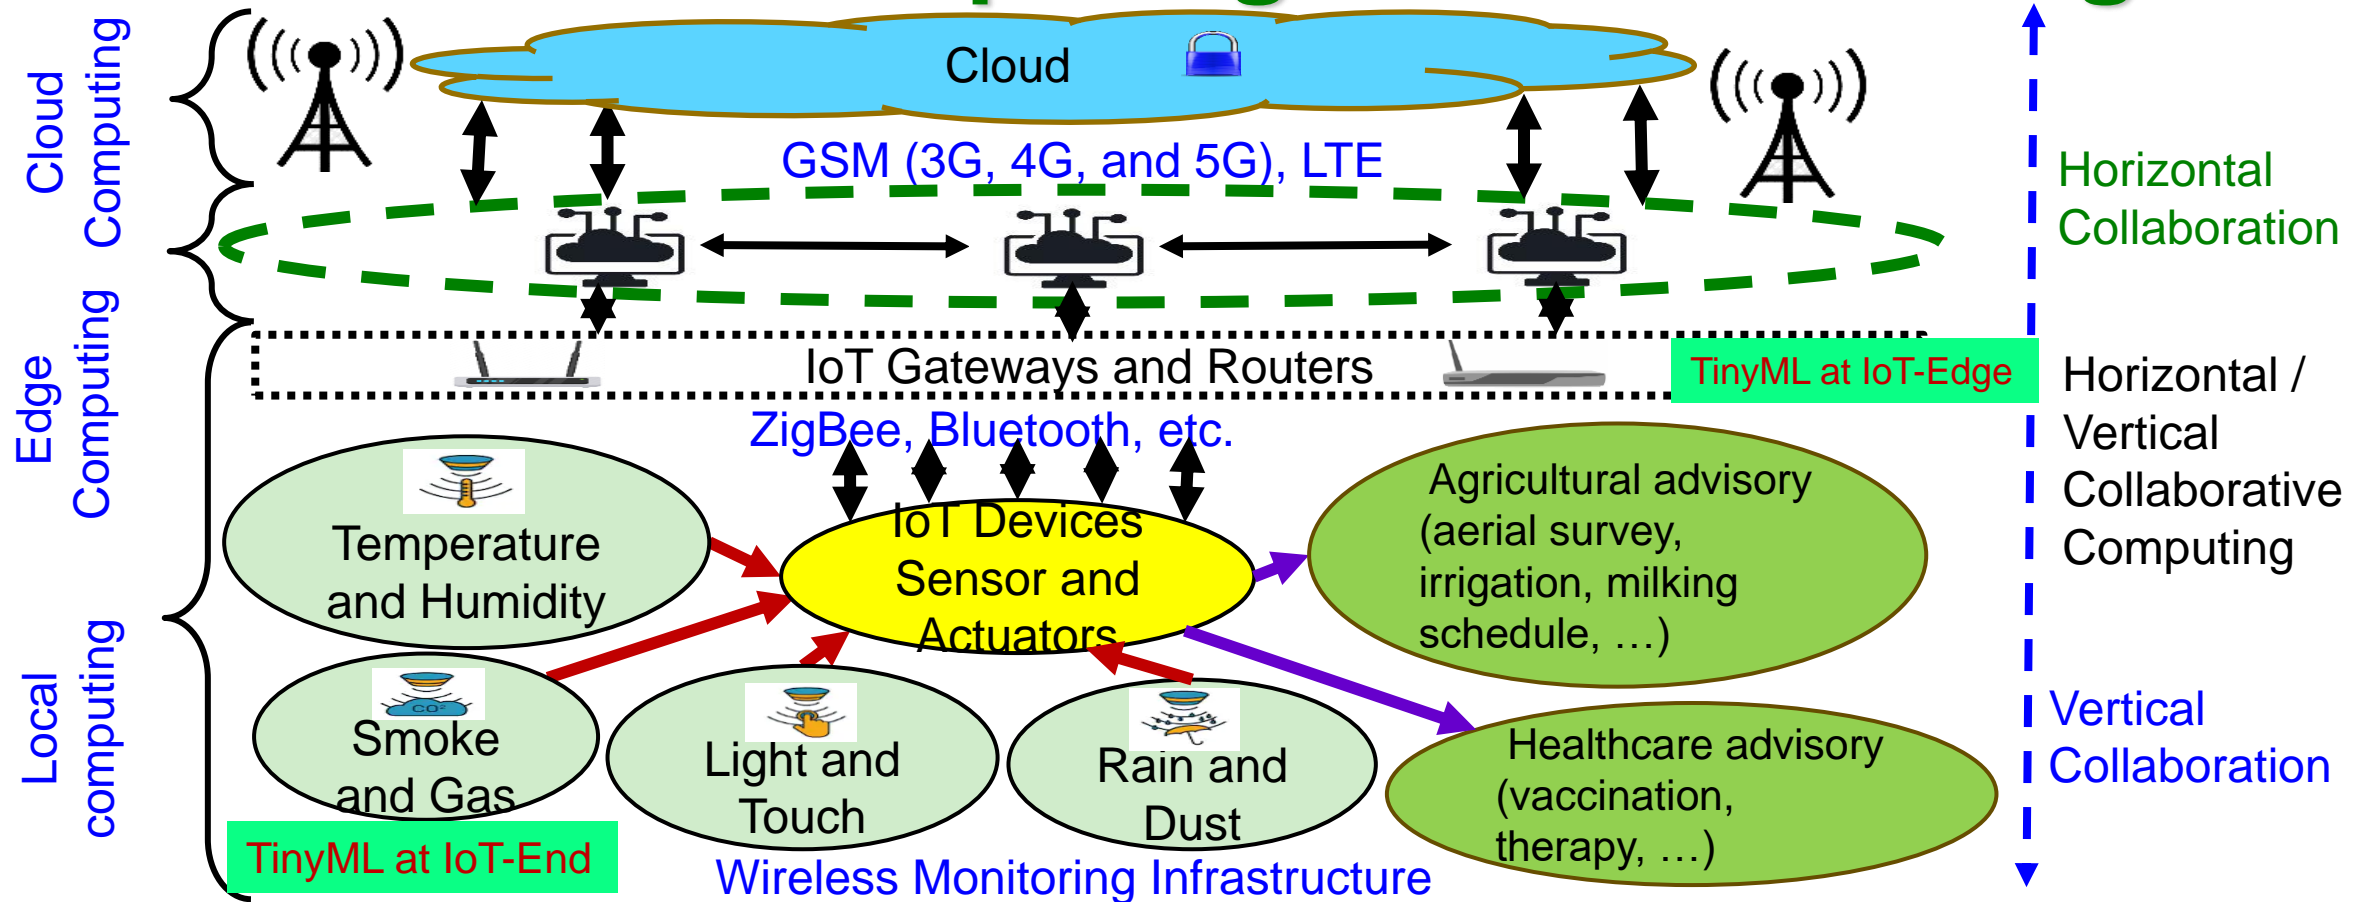 Cloud
Computing
Cloud
GSM (3G, 4G, and 5G), LTE
Horizontal
Collaboration
Edge
Computing
IoT Gateways and Routers
TinyML at IoT-Edge
Horizontal /
Vertical
Collaborative
Computing
ZigBee, Bluetooth, etc.
Temperature
and Humidity
IoT Devices
Sensor and
Actuators
Agricultural advisory
(aerial survey,
irrigation, milking
schedule, …)
Local
computing
CO²
Smoke
and Gas
Light and
Touch
Rain and
Dust
Healthcare advisory
(vaccination,
therapy, …)
Vertical
Collaboration
TinyML at IoT-End
Wireless Monitoring Infrastructure